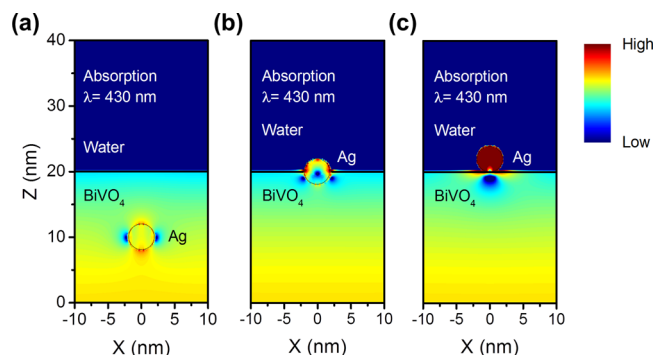 (a)
(b)
(c)
High
Low
Z (nm)
40
30
20
10
0
Absorption
λ= 430 nm
Water
BiVO₄
Ag
Absorption
λ= 430 nm
Water
Ag
BiVO₄
Absorption
λ= 430 nm
Water
Ag
BiVO₄
-10 -5 0 5 10
-10 -5 0 5 10
-10 -5 0 5 10
X (nm)
X (nm)
X (nm)